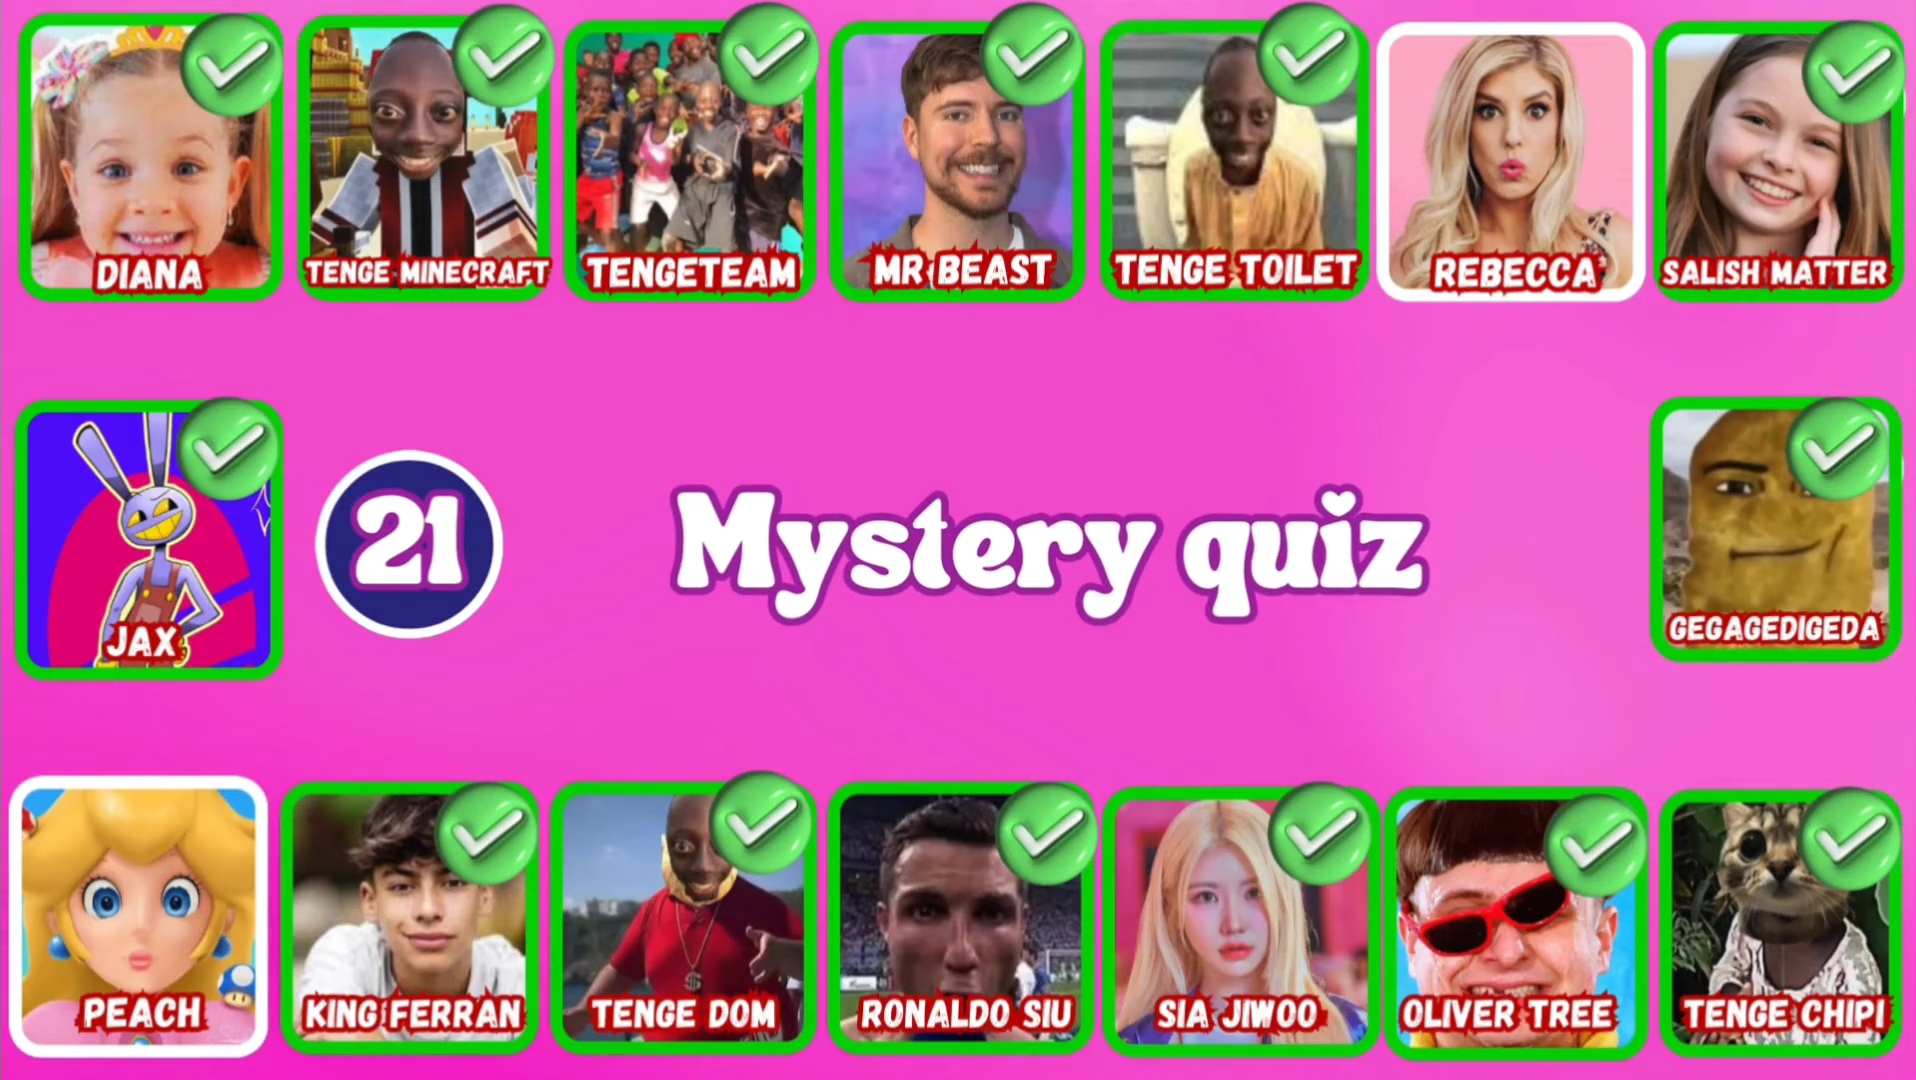 DIANA
TENGE MINECRAFT
TENGETEAM
MR BEAST
TENGE TOILET
REBECCA
SALISH MATTER
JAX
21
Mystery quiz
GEGAGEDIGEDA
PEACH
KING FERRAN
TENGE DOM
$
RONALDO SIU
SIA JIWOO
OLIVER TREE
TENGE CHIPI